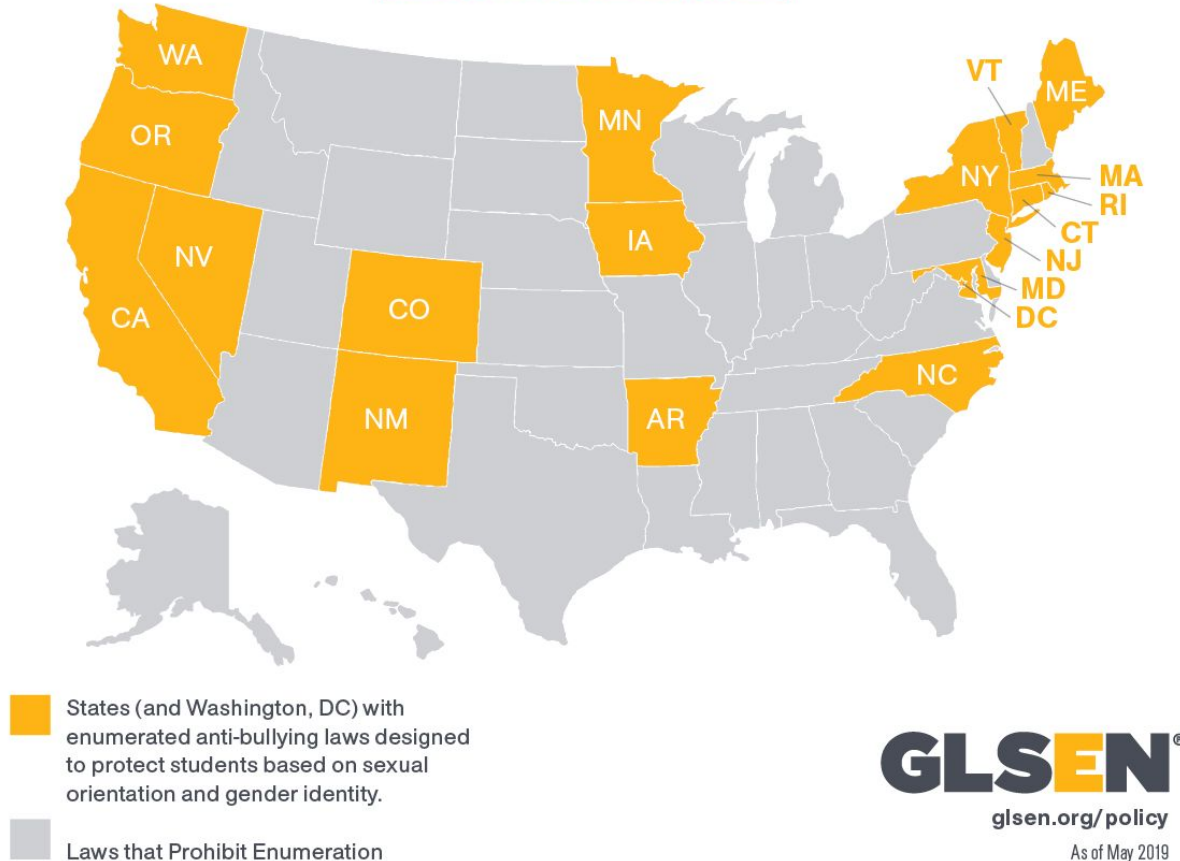 WA
OR
CA
NV
CO
NM
MN
IA
AR
NC
NY
VT
ME
MA
RI
CT
NJ
MD
DC
States (and Washington, DC) with
enumerated anti-bullying laws designed
to protect students based on sexual
orientation and gender identity.
Laws that Prohibit Enumeration
GLSEN®
glsen.org/policy
As of May 2019